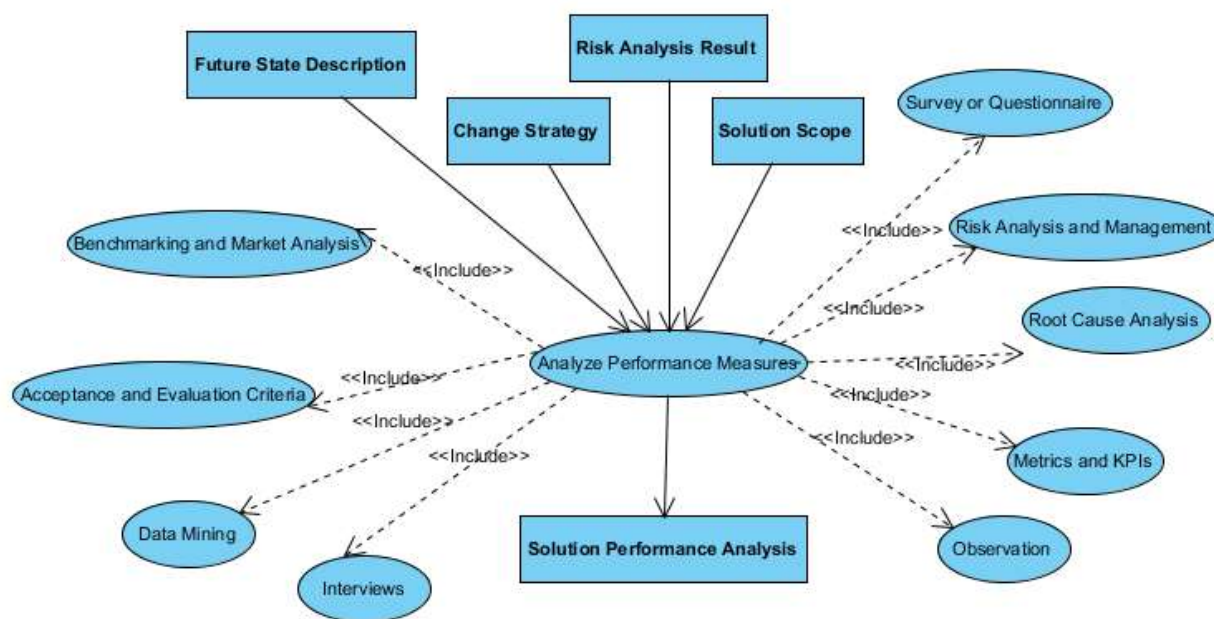 Risk Analysis Result
Future State Description
Survey or Questionnaire
Change Strategy
Solution Scope
<<Include>>
Risk Analysis and Management
Benchmarking and Market Analysis
<<Include>>
<<Include>>
Root Cause Analysis
Analyze Performance Measures
<<Include>>
<<Include>>
Acceptance and Evaluation Criteria
<<Include>>
<<Include>>
<<Include>>
<<Include>>
Metrics and KPIs
Data Mining
Solution Performance Analysis
Observation
Interviews